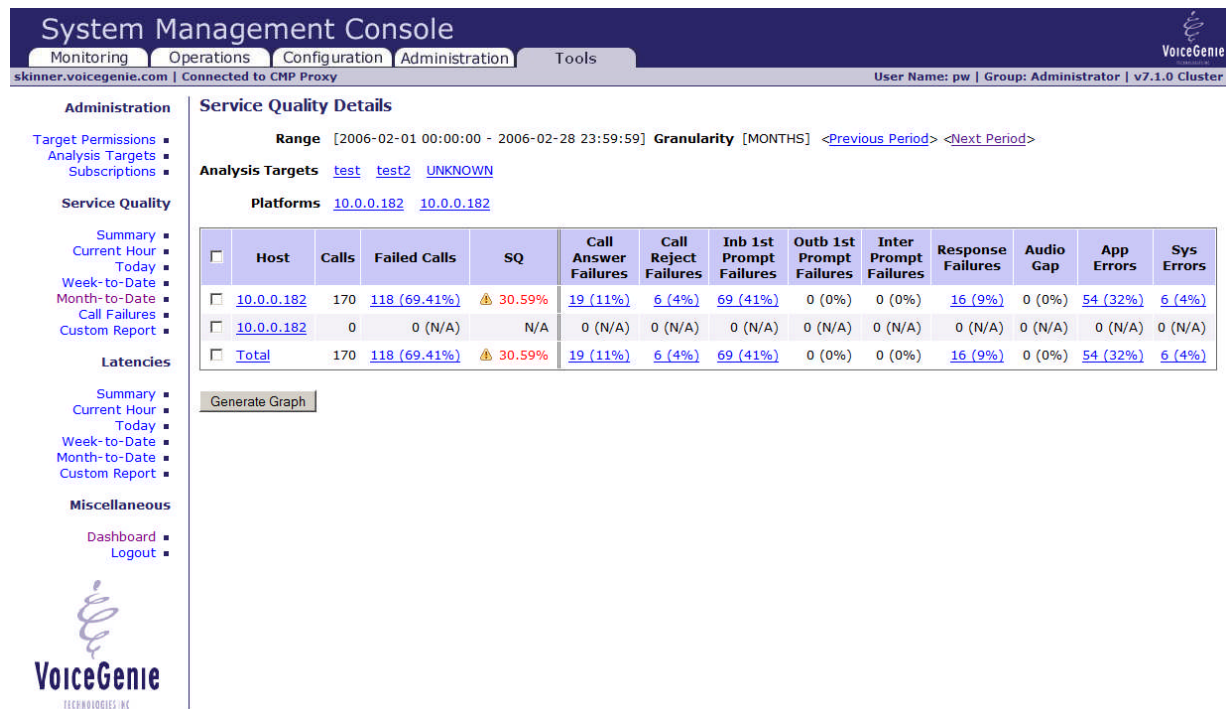 System Management Console
Monitoring Operations Configuration Administration Tools
VoiceGenie
skinner.voicegenie.com | Connected to CMP Proxy
User Name: pw | Group: Administrator | v7.1.0 Cluster
Administration
Target Permissions
Analysis Targets
Subscriptions
Service Quality
Summary
Current Hour
Today
Week-to-Date
Month-to-Date
Call Failures
Custom Report
Latencies
Summary
Current Hour
Today
Week-to-Date
Month-to-Date
Custom Report
Miscellaneous
Dashboard
Logout
VoiceGenie
TECHNOLOGIES INC
Service Quality Details
Range [2006-02-01 00:00:00 - 2006-02-28 23:59:59] Granularity [MONTHS] <Previous Period> <Next Period>
Analysis Targets test test2 UNKNOWN
Platforms 10.0.0.182 10.0.0.182
Host Calls Failed Calls SQ Call Answer Failures Call Reject Failures Inb 1st Prompt Failures Outb 1st Prompt Failures Inter Prompt Failures Response Failures Audio Gap App Errors Sys Errors
10.0.0.182 170 118 (69.41%) 30.59% 19 (11%) 6 (4%) 69 (41%) 0 (0%) 0 (0%) 16 (9%) 0 (0%) 54 (32%) 6 (4%)
10.0.0.182 0 0 (N/A) N/A 0 (N/A) 0 (N/A) 0 (N/A) 0 (N/A) 0 (N/A) 0 (N/A) 0 (N/A) 0 (N/A) 0 (N/A)
Total 170 118 (69.41%) 30.59% 19 (11%) 6 (4%) 69 (41%) 0 (0%) 0 (0%) 16 (9%) 0 (0%) 54 (32%) 6 (4%)
Generate Graph